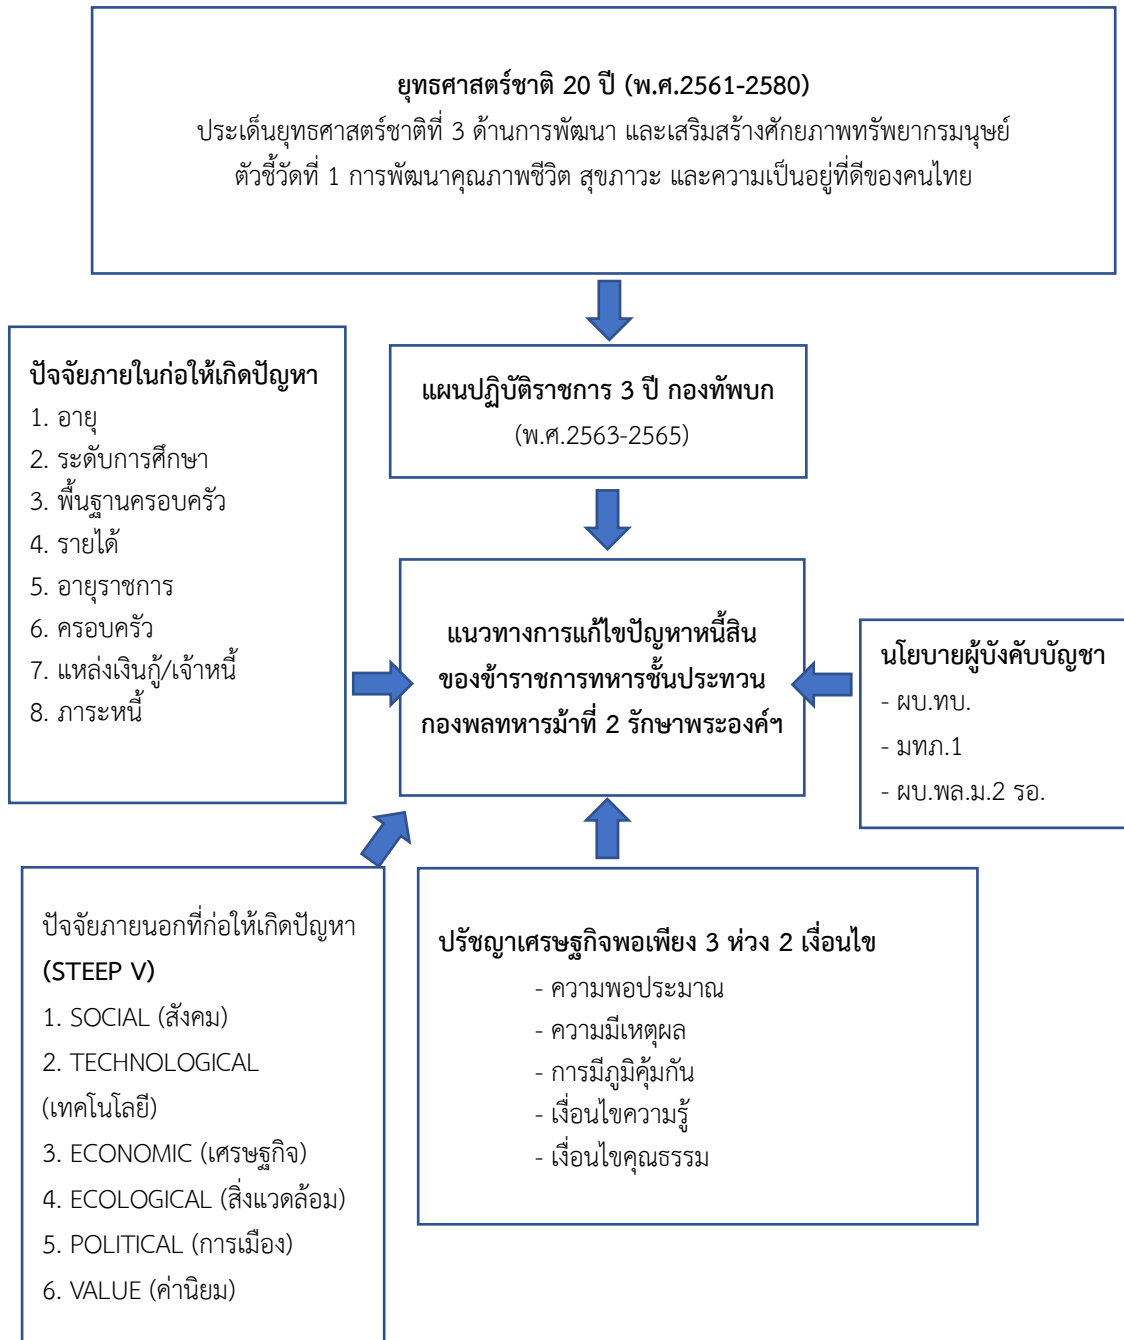 ยุทธศาสตร์ชาติ 20 ปี (พ.ศ.2561-2580)
ประเด็นยุทธศาสตร์ชาติที่ 3 ด้านการพัฒนา และเสริมสร้างศักยภาพทรัพยากรมนุษย์
ตัวชี้วัดที่ 1 การพัฒนาคุณภาพชีวิต สุขภาวะ และความเป็นอยู่ที่ดีของคนไทย
แผนปฏิบัติราชการ 3 ปี กองทัพบก
(พ.ศ.2563-2565)
ปัจจัยภายในก่อให้เกิดปัญหา
1. อายุ
2. ระดับการศึกษา
3. พื้นฐานครอบครัว
4. รายได้
5. อายุราชการ
6. ครอบครัว
7. แหล่งเงินกู้/เจ้าหนี้
8. ภาระหนี้
แนวทางการแก้ไขปัญหาหนี้สิน
ของข้าราชการทหารชั้นประทวน
กองพลทหารม้าที่ 2 รักษาพระองค์ฯ
นโยบายผู้บังคับบัญชา
- ผบ.ทบ.
- มทภ.1
- ผบ.พล.ม.2 รอ.
ปัจจัยภายนอกที่ก่อให้เกิดปัญหา
(STEEP V)
1. SOCIAL (สังคม)
2. TECHNOLOGICAL
(เทคโนโลยี)
3. ECONOMIC (เศรษฐกิจ)
4. ECOLOGICAL (สิ่งแวดล้อม)
5. POLITICAL (การเมือง)
6. VALUE (ค่านิยม)
ปรัชญาเศรษฐกิจพอเพียง 3 ห่วง 2 เงื่อนไข
- ความพอประมาณ
- ความมีเหตุผล
- การมีภูมิคุ้มกัน
- เงื่อนไขความรู้
- เงื่อนไขคุณธรรม